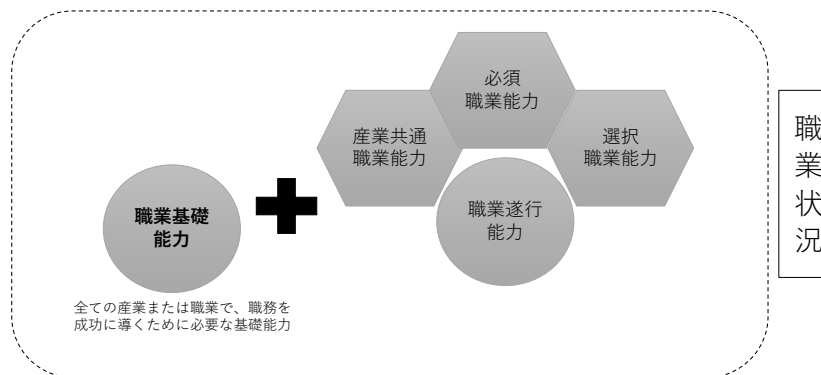 必須
職業能力
産業共通
職業能力
選択
職業能力
職業基礎
能力
職業遂行
能力
全ての産業または職業で、職務を
成功に導くために必要な基礎能力
職
業
状
況